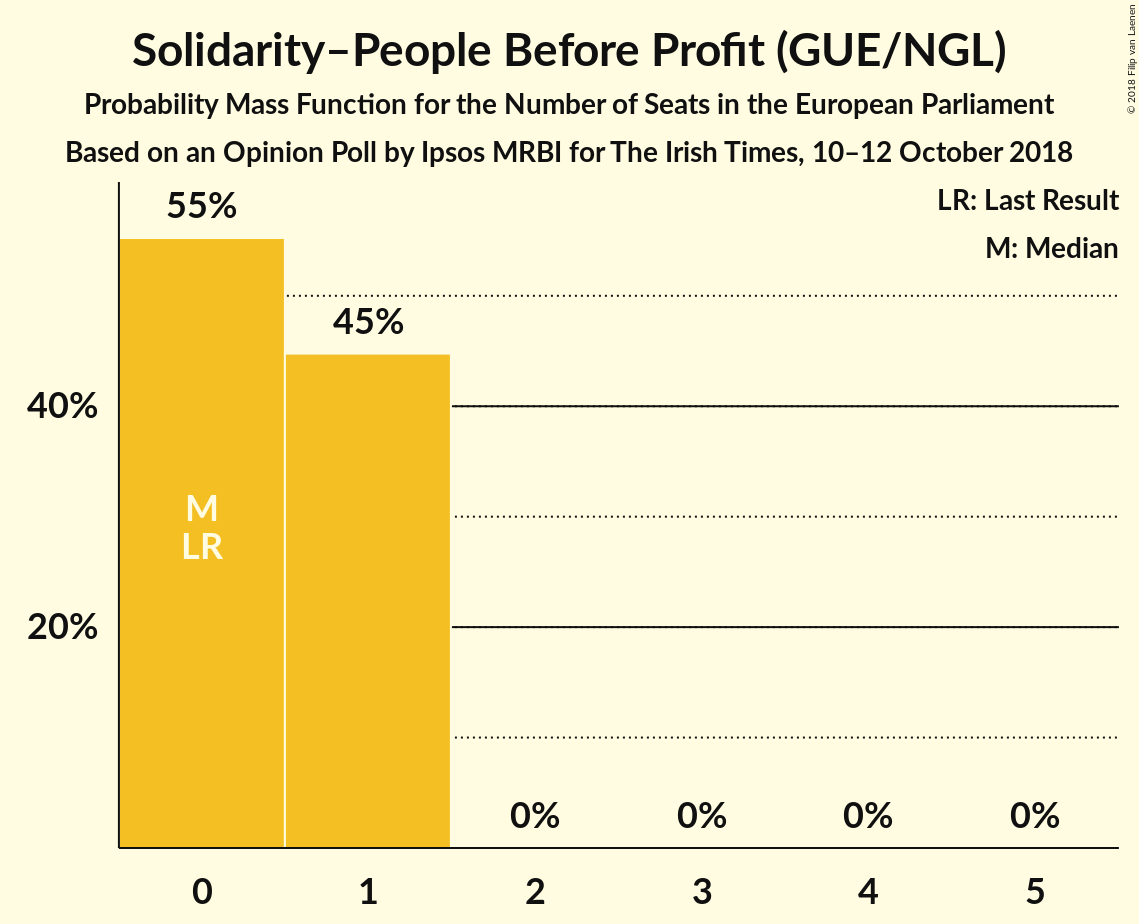 Solidarity–People Before Profit (GUE/NGL)
Probability Mass Function for the Number of Seats in the European Parliament
Based on an Opinion Poll by Ipsos MRBI for The Irish Times, 10–12 October 2018
© 2018 Filip van Laenen
LR: Last Result
M: Median
55%
45%
40%
20%
M
LR
0%
0%
0%
0%
0
1
2
3
4
5